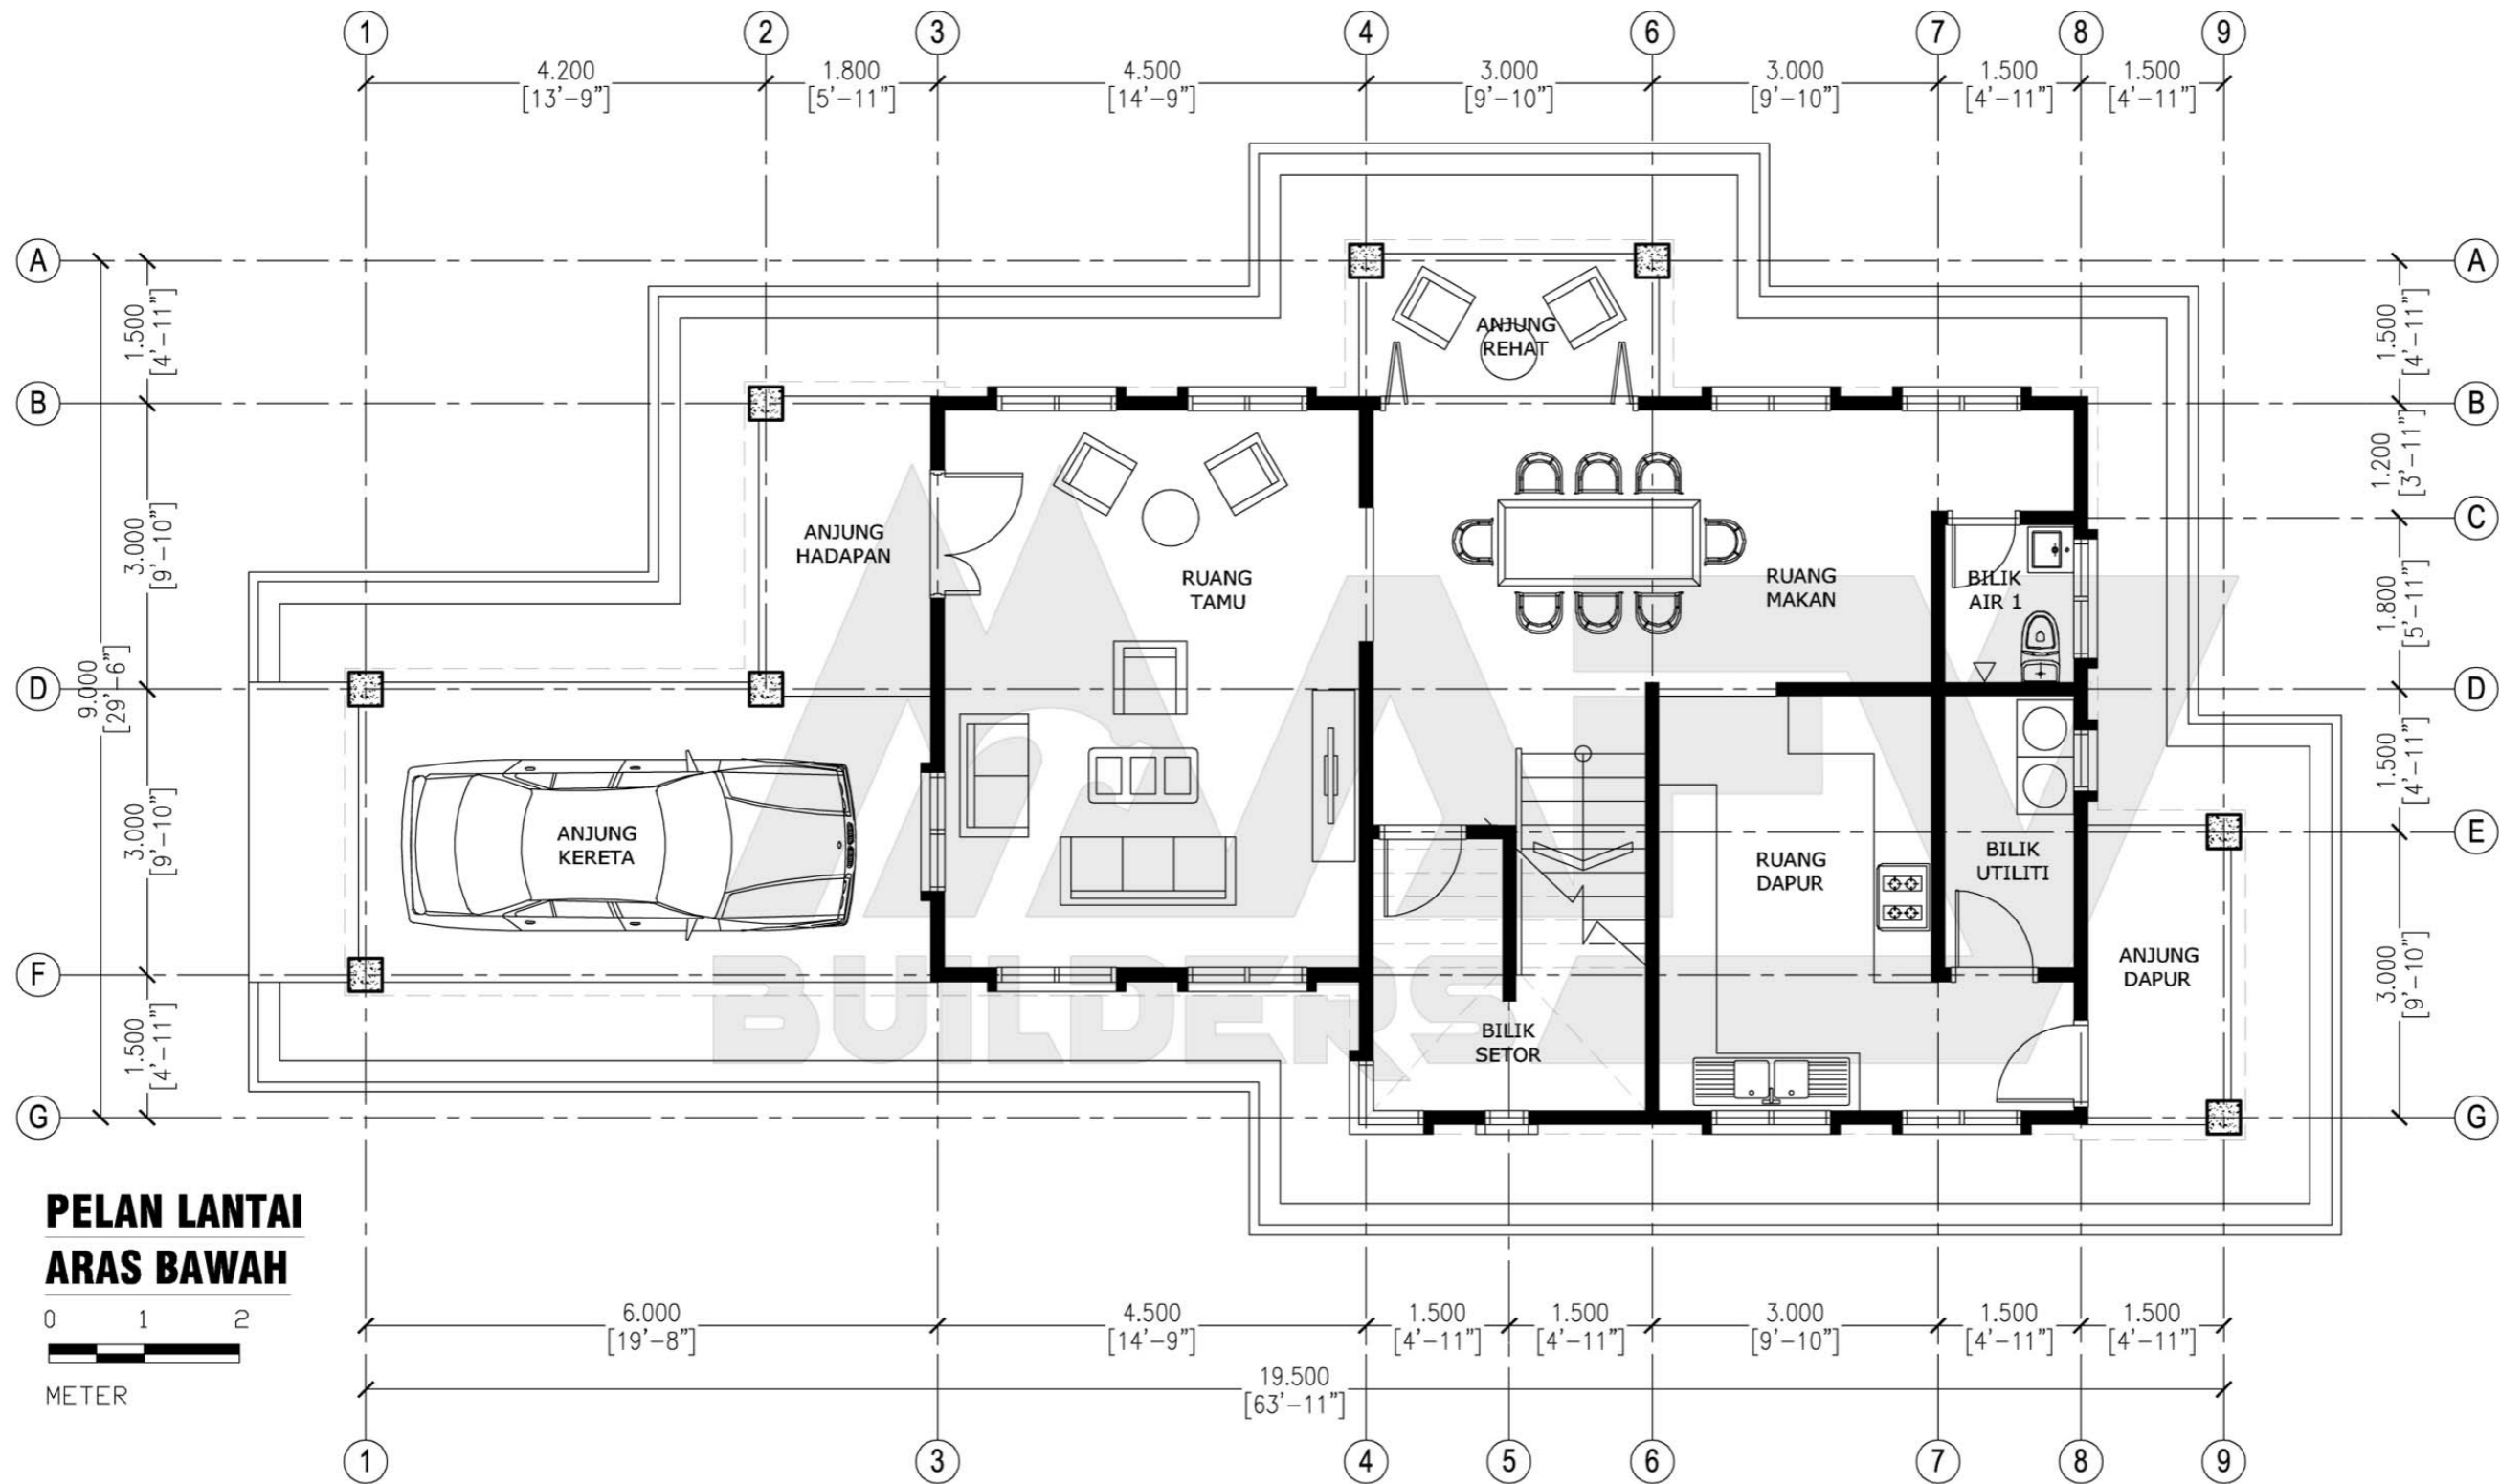 1 2 3 4 6 7 8 9
4.200 1.800 4.500 3.000 3.000 1.500 1.500
[13'-9"] [5'-11"] [14'-9"] [9'-10"] [9'-10"] [4'-11"] [4'-11"]
A A
1.500
[4'-11"]
1.500
[4'-11"]
B B
3.000
[9'-10"]
1.200
[3'-11"]
C
1.800
[5'-11"]
D D
9.000
[29'-6"]
3.000
[9'-10"]
1.500
[4'-11"]
E
F
3.000
[9'-10"]
1.500
[4'-11"]
G G
ANJUNG
REHAT
ANJUNG
HADAPAN
RUANG
TAMU
RUANG
MAKAN
BILIK
AIR 1
ANJUNG
KERETA
RUANG
DAPUR
BILIK
UTILITI
ANJUNG
DAPUR
BILIK
SETOR
BUILDERS
PELAN LANTAI
ARAS BAWAH
0 1 2
METER
6.000 4.500 1.500 1.500 3.000 1.500 1.500
[19'-8"] [14'-9"] [4'-11"] [4'-11"] [9'-10"] [4'-11"] [4'-11"]
19.500
[63'-11"]
1 3 4 5 6 7 8 9